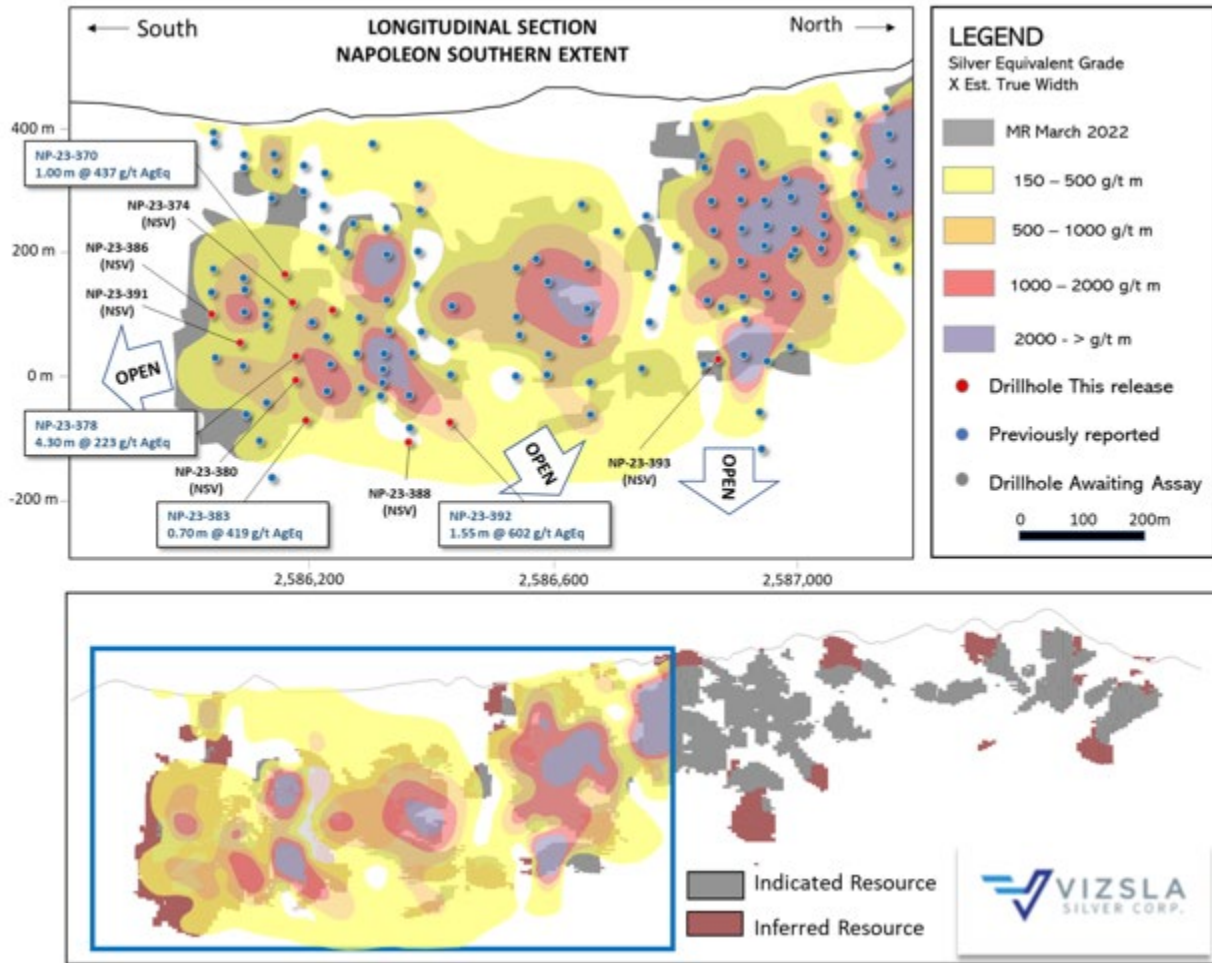 South
LONGITUDINAL SECTION
NAPOLEON SOUTHERN EXTENT
North
400 m
200 m
0 m
-200 m
NP-23-370
1.00 m @ 437 g/t AgEq
NP-23-374
(NSV)
NP-23-386
(NSV)
NP-23-391
(NSV)
OPEN
NP-23-378
4.30 m @ 223 g/t AgEq
NP-23-380
(NSV)
NP-23-383
0.70 m @ 419 g/t AgEq
NP-23-388
(NSV)
NP-23-392
1.55 m @ 602 g/t AgEq
OPEN
NP-23-393
(NSV)
OPEN
2,586,200
2,586,600
2,587,000
LEGEND
Silver Equivalent Grade
X Est. True Width
MR March 2022
150 – 500 g/t m
500 – 1000 g/t m
1000 – 2000 g/t m
2000 - > g/t m
Drillhole This release
Previously reported
Drillhole Awaiting Assay
0 100 200m
Indicated Resource
Inferred Resource
VIZSLA
SILVER CORP.